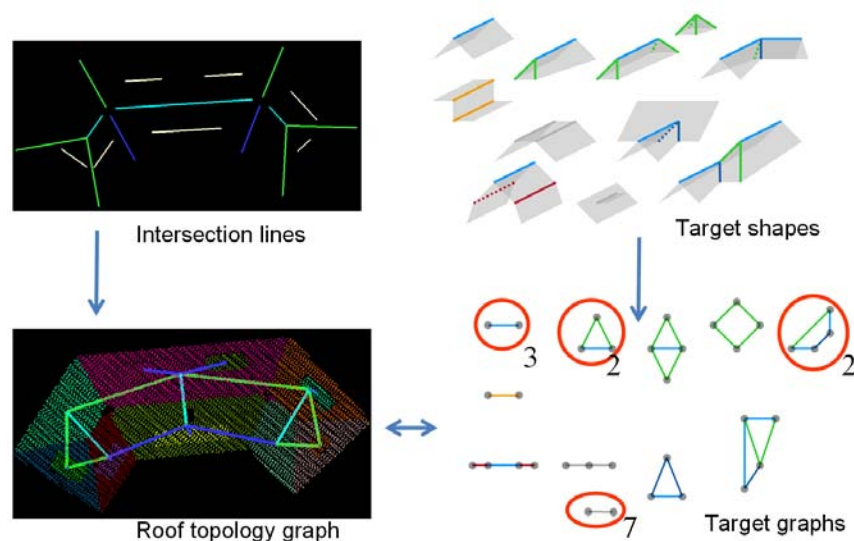 Intersection lines
Target shapes
3
2
2
7
Roof topology graph
Target graphs